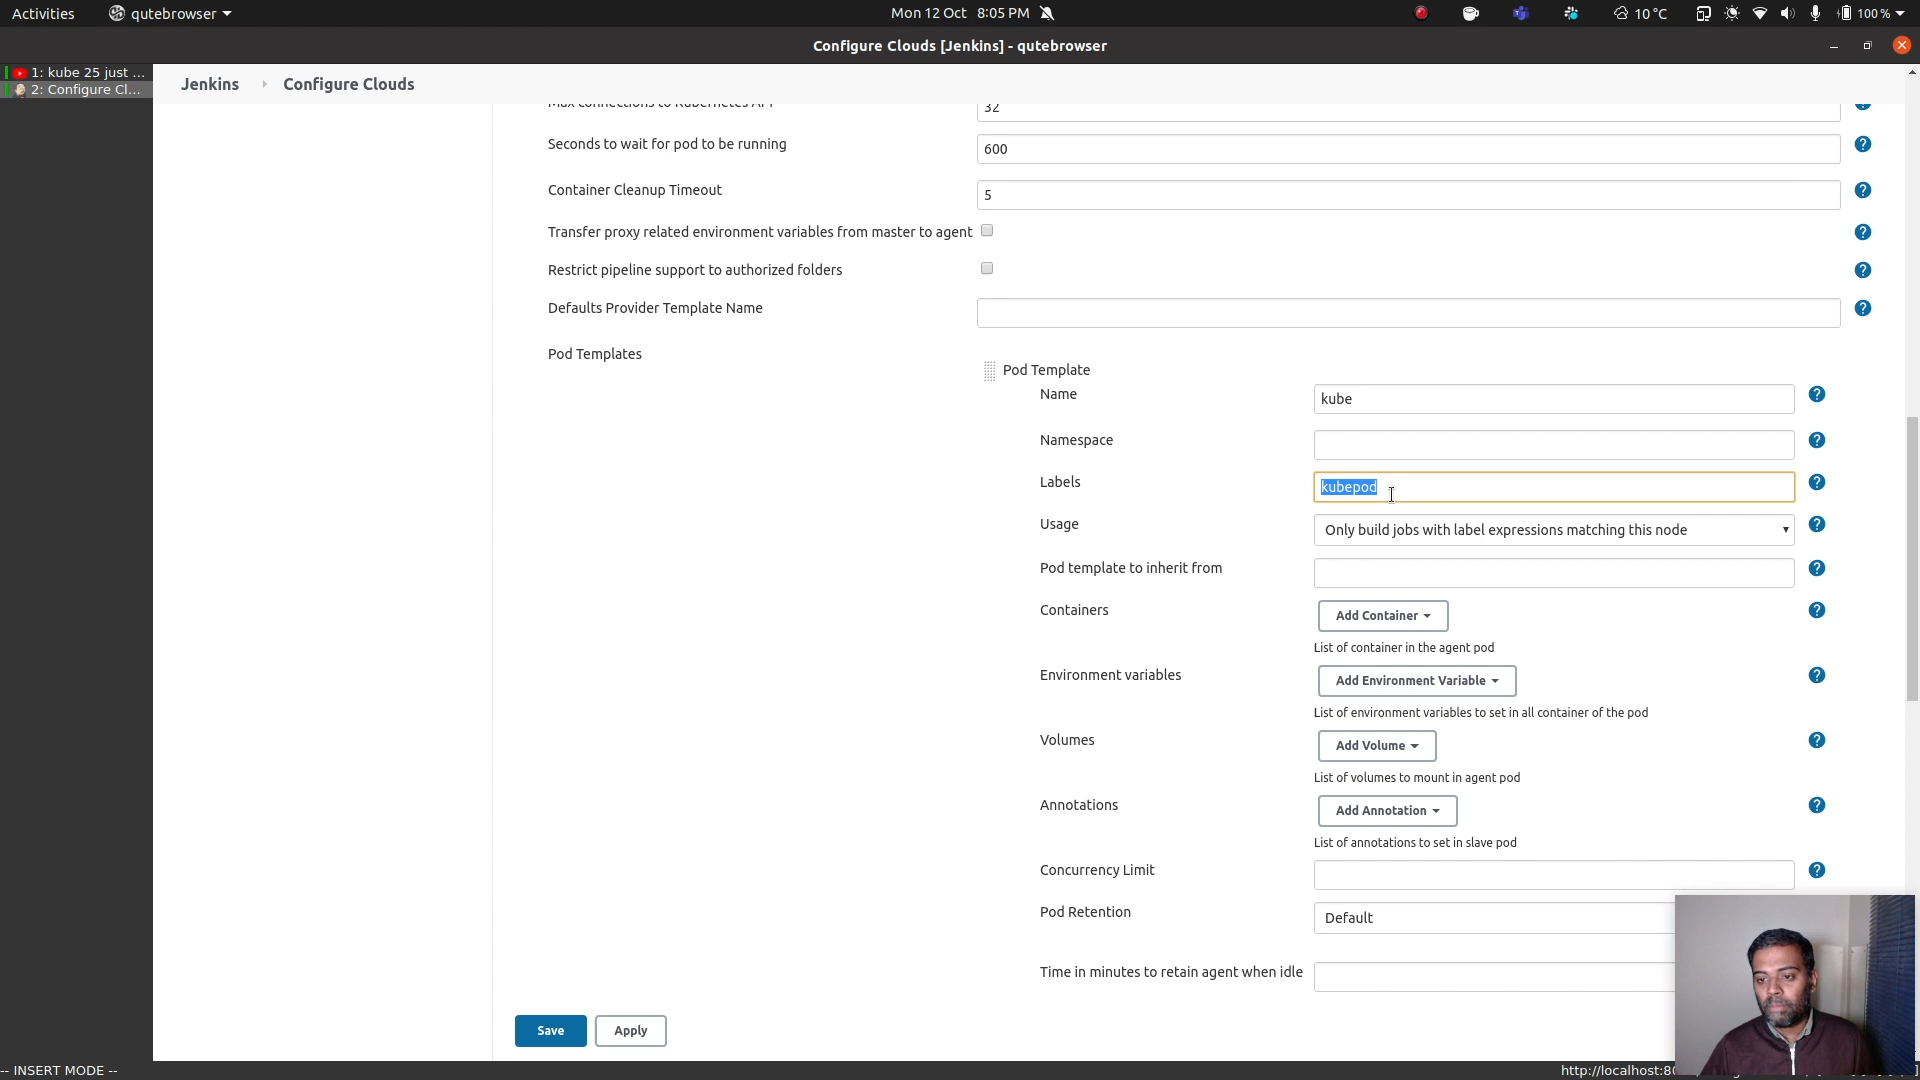 Activities
qutebrowser
Mon 12 Oct 8:05 PM
10 °C
100 %
Configure Clouds [Jenkins] - qutebrowser
1: kube 25 just ...
2: Configure Cl...
Jenkins
Configure Clouds
Max connections to Kubernetes API
32
Seconds to wait for pod to be running
600
Container Cleanup Timeout
5
Transfer proxy related environment variables from master to agent
Restrict pipeline support to authorized folders
Defaults Provider Template Name
Pod Templates
Pod Template
Name
kube
Namespace
Labels
kubepod
Usage
Only build jobs with label expressions matching this node
Pod template to inherit from
Containers
Add Container
List of container in the agent pod
Environment variables
Add Environment Variable
List of environment variables to set in all container of the pod
Volumes
Add Volume
List of volumes to mount in agent pod
Annotations
Add Annotation
List of annotations to set in slave pod
Concurrency Limit
Pod Retention
Default
Time in minutes to retain agent when idle
Save
Apply
-- INSERT MODE --
http://localhost:80